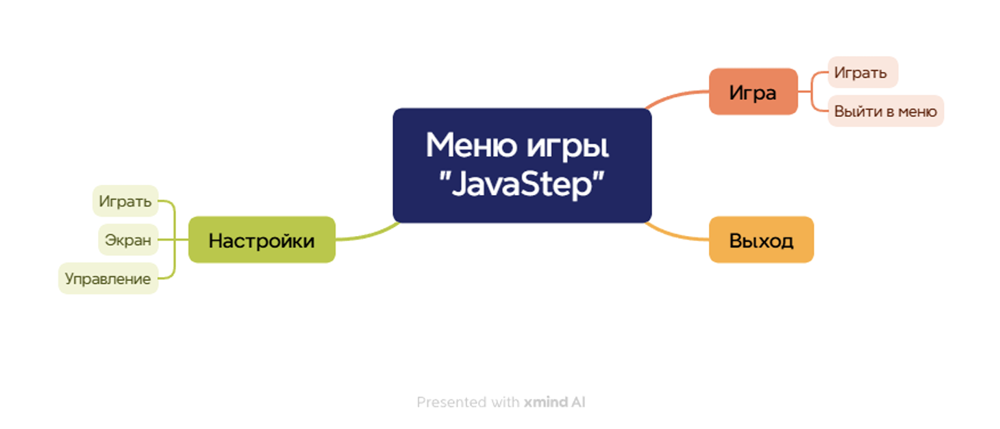 Меню игры
"JavaStep"
Игра
Играть
Выйти в меню
Выход
Настройки
Играть
Экран
Управление
Presented with xmind AI